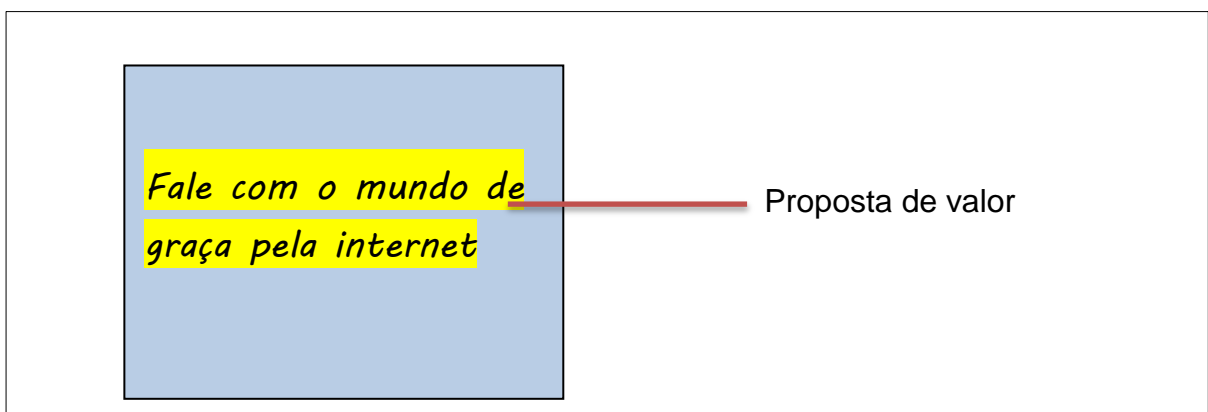 Fale com o mundo de
graça pela internet
Proposta de valor